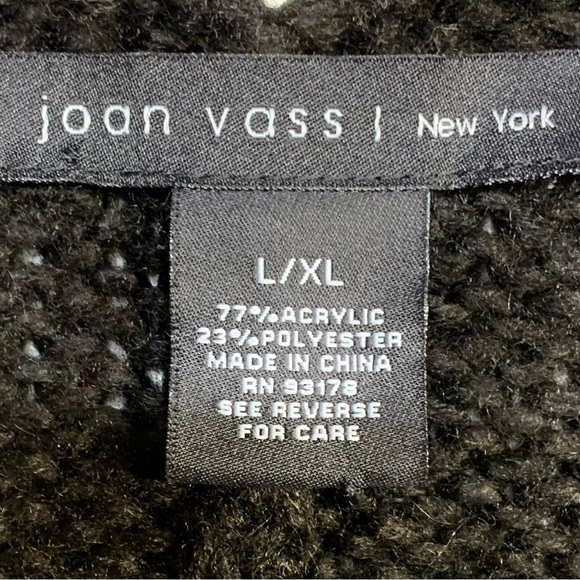 joan vass | New York
L/XL
77% ACRYLIC
23% POLYESTER
MADE IN CHINA
RN 93178
SEE REVERSE
FOR CARE